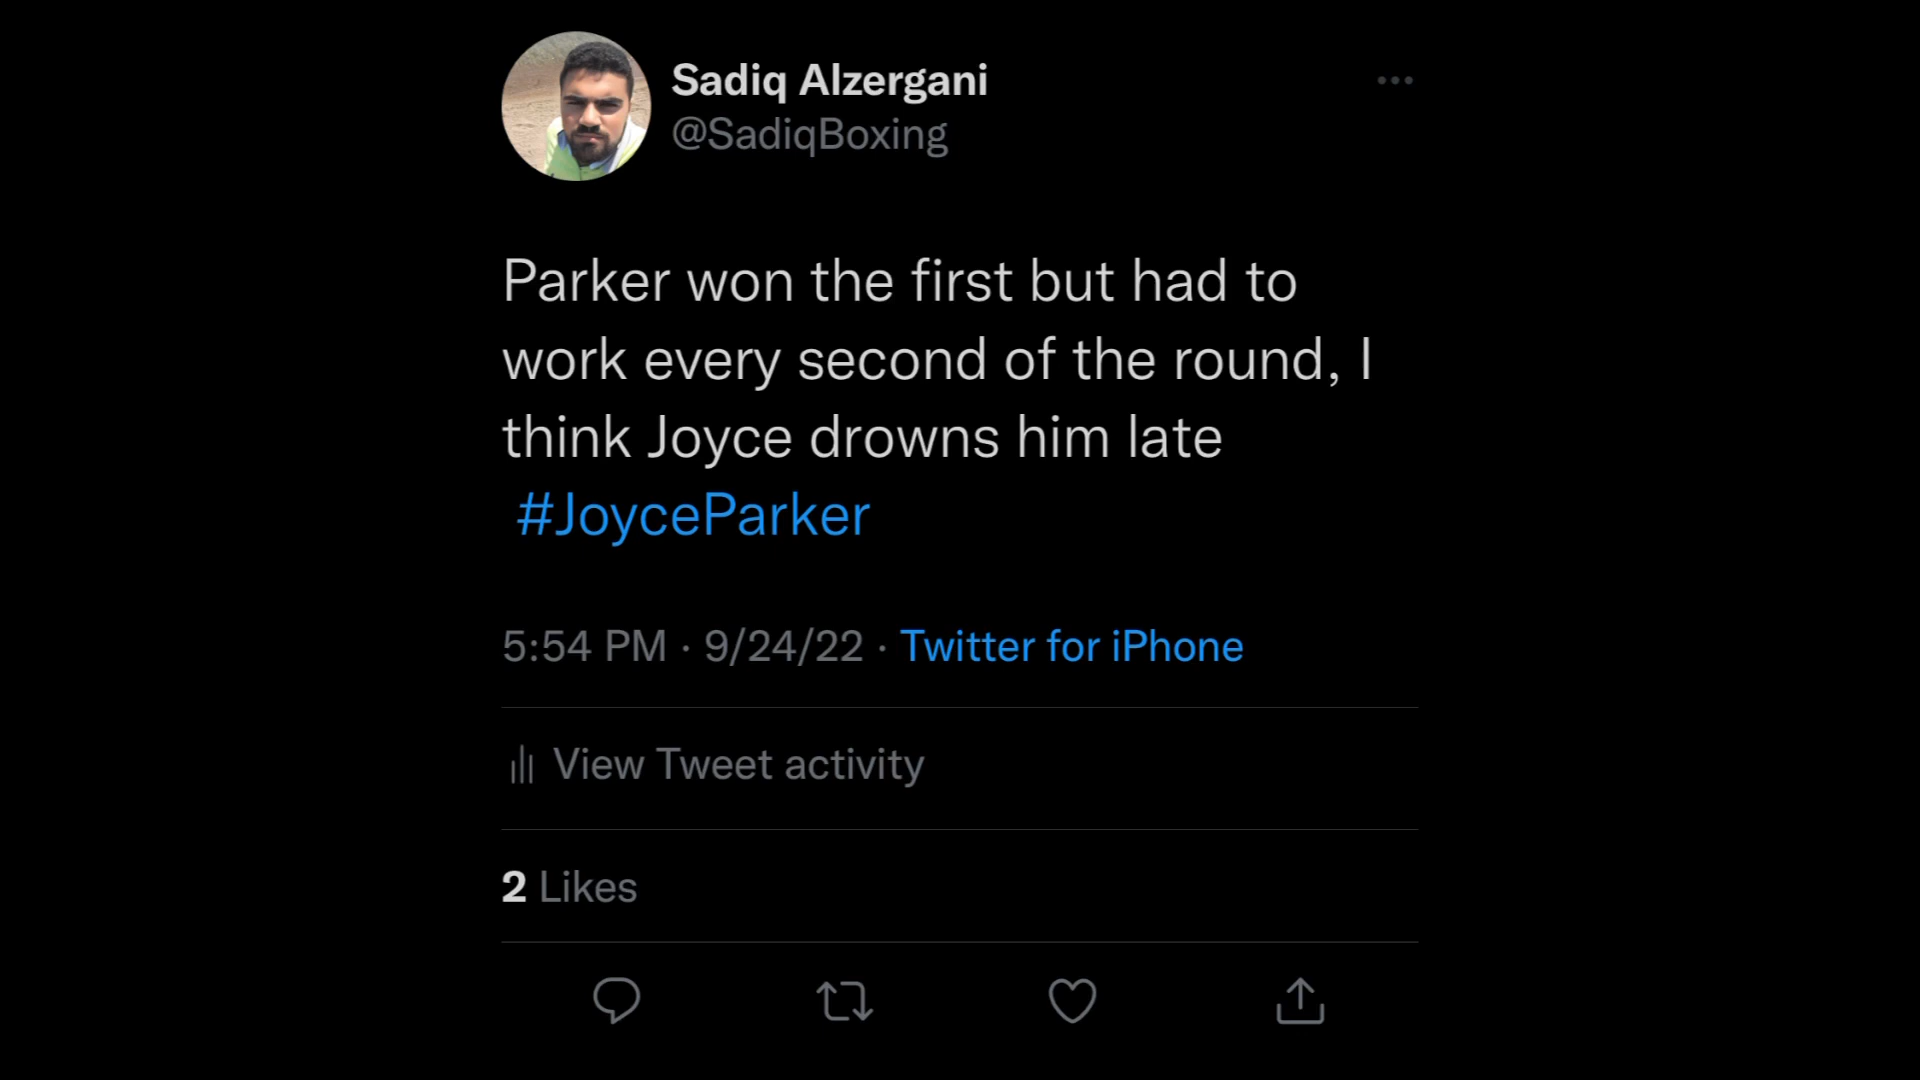 Sadiq Alzergani
@SadiqBoxing
Parker won the first but had to
work every second of the round, I
think Joyce drowns him late
#JoyceParker
5:54 PM · 9/24/22 · Twitter for iPhone
View Tweet activity
2 Likes